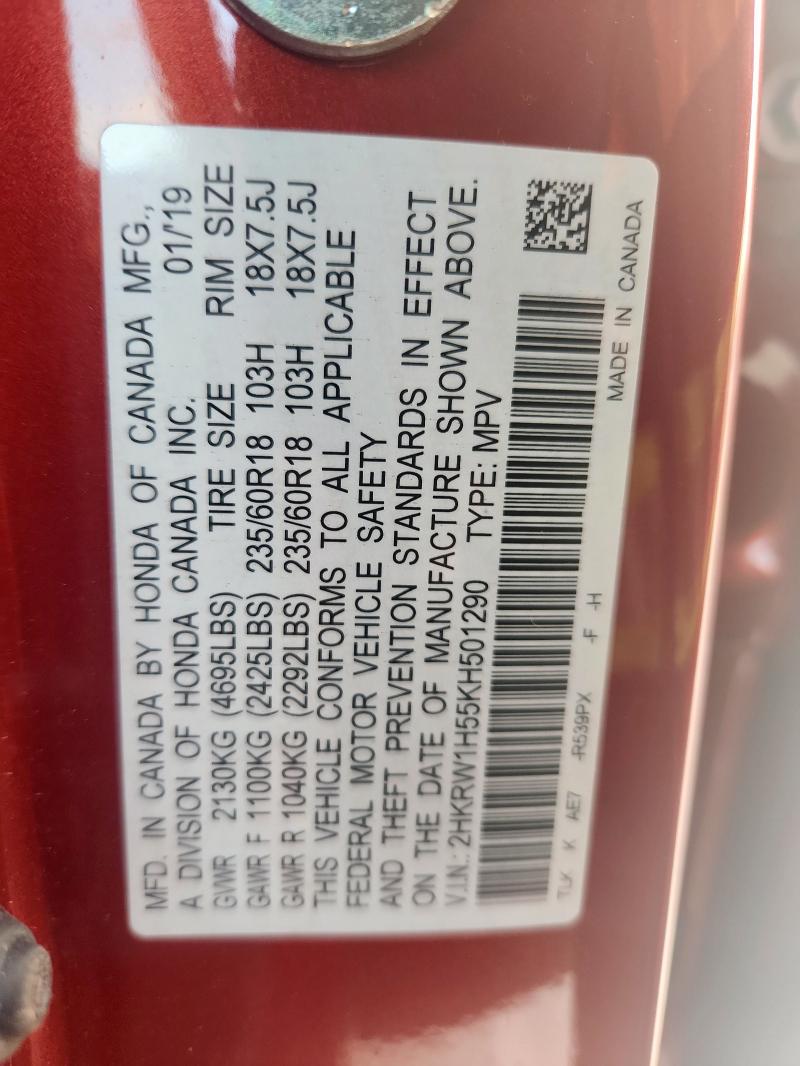 MFD. IN CANADA BY HONDA OF CANADA MFG.,
A DIVISION OF HONDA CANADA INC. 01/'19
GVWR 2130KG (4695LBS) TIRE SIZE RIM SIZE
GAWR F 1100KG (2425LBS) 235/60R18 103H 18X7.5J
GAWR R 1040KG (2292LBS) 235/60R18 103H 18X7.5J
THIS VEHICLE CONFORMS TO ALL APPLICABLE
FEDERAL MOTOR VEHICLE SAFETY
AND THEFT PREVENTION STANDARDS IN EFFECT
ON THE DATE OF MANUFACTURE SHOWN ABOVE.
V.I.N.: 2HKRW1H55KH501290 TYPE: MPV
TLK K AE7 -R539PX -F -H
MADE IN CANADA